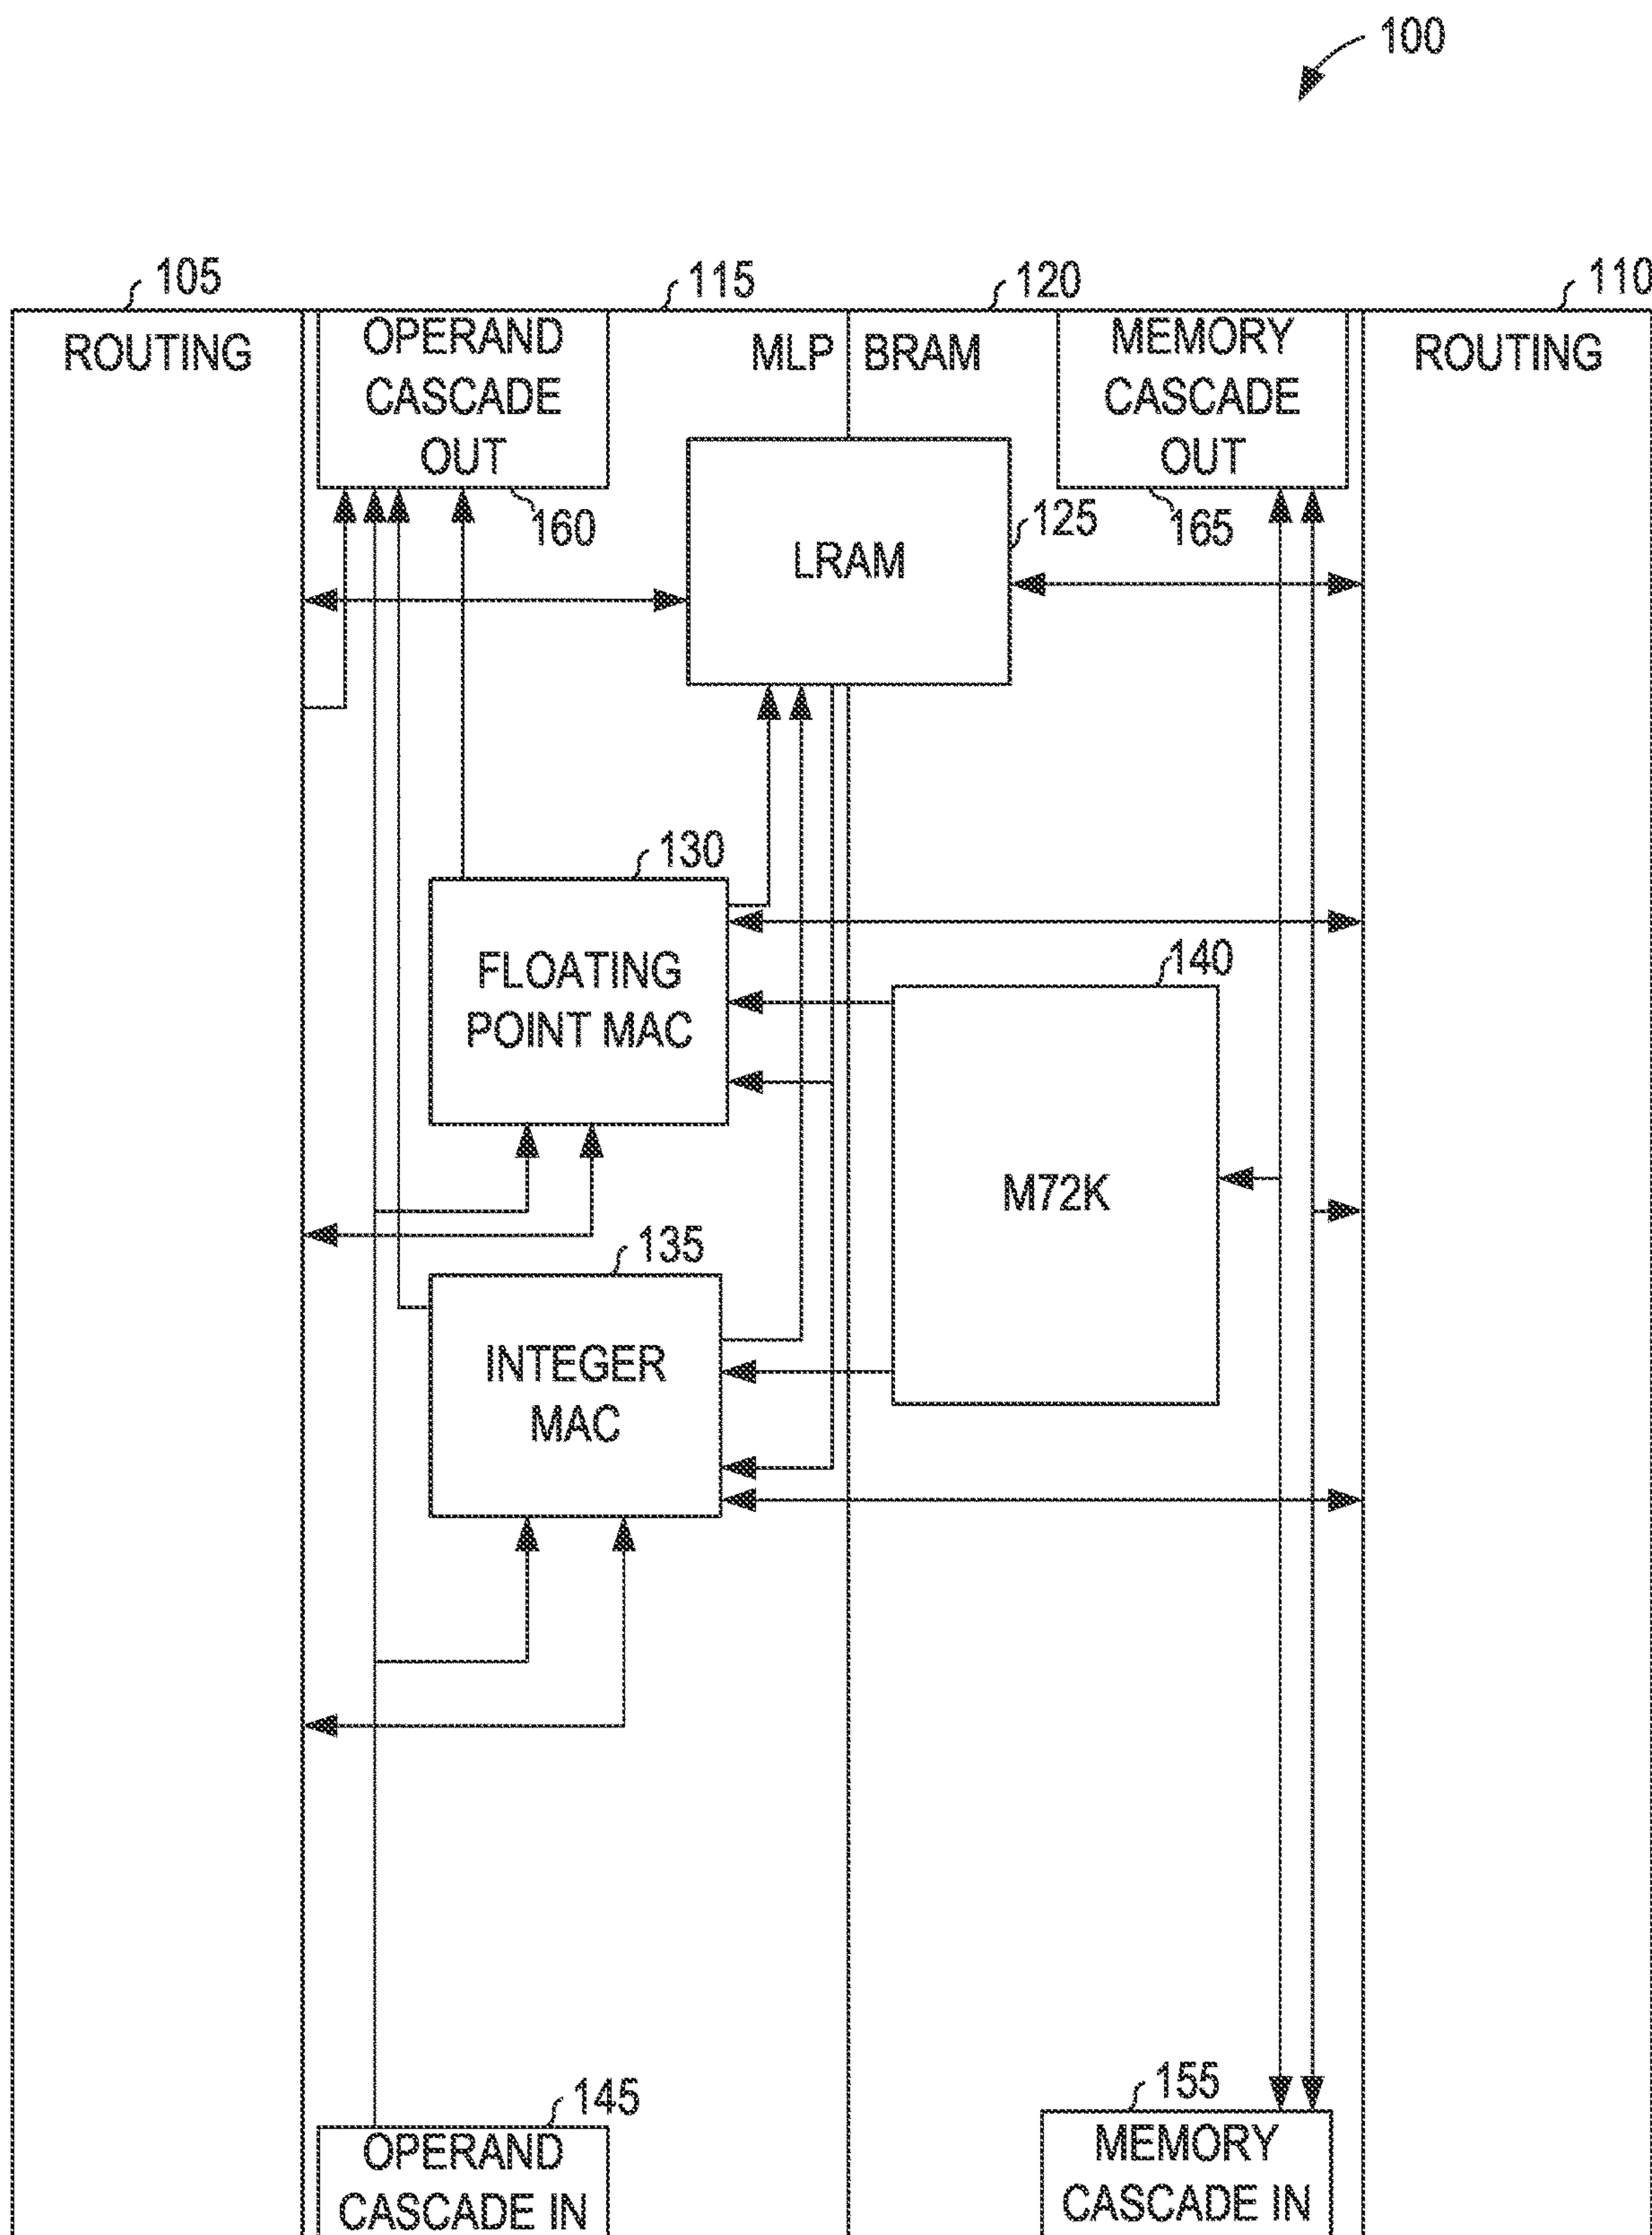 100
105
115
120
110
ROUTING
OPERAND
CASCADE
OUT
MLP
BRAM
MEMORY
CASCADE
OUT
ROUTING
160
165
125
LRAM
130
FLOATING
POINT MAC
140
M72K
135
INTEGER
MAC
145
OPERAND
CASCADE IN
155
MEMORY
CASCADE IN